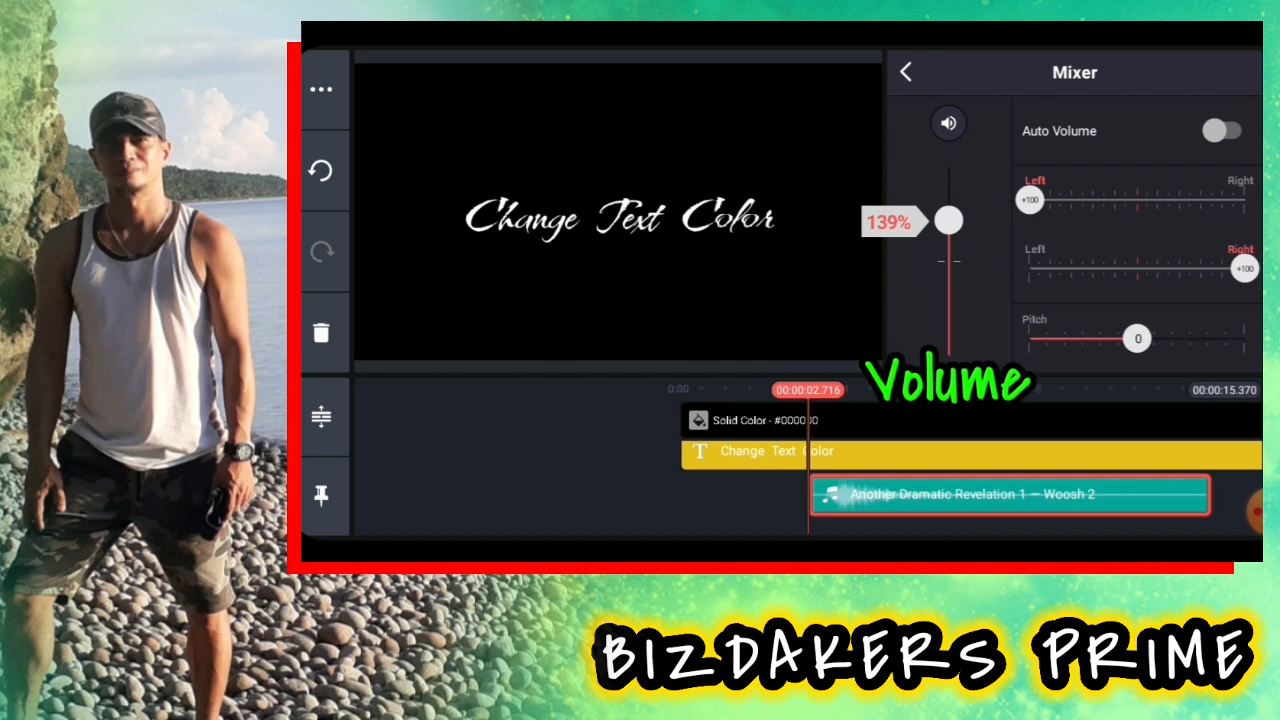 Mixer
Auto Volume
Left Right
+100
139%
Left Right
+100
Pitch
0
Change Text Color
Volume
0:00
00:00:02.716
8
00:00:15.370
Solid Color - #000000
T Change Text Color
Another Dramatic Revelation 1 — Woosh 2
BIZDAKERS PRIME